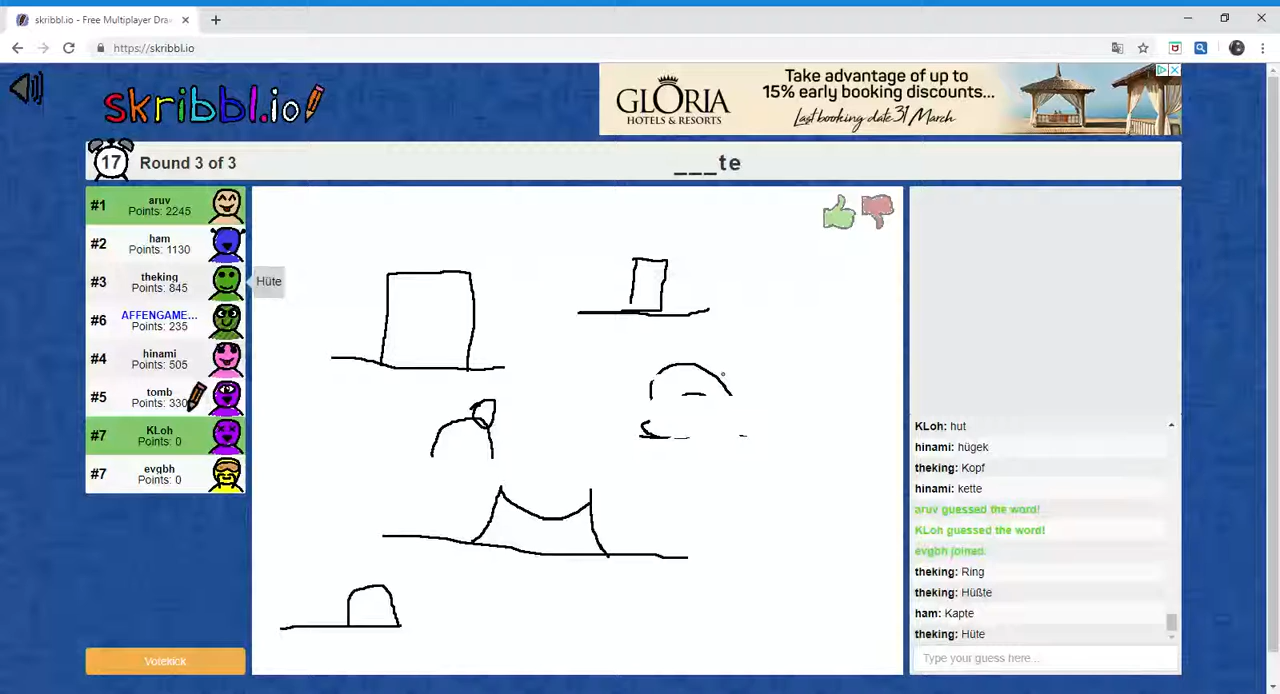 skribbl.io - Free Multiplayer Dra
https://skribbl.io
skribbl.io
GLORIA
HOTELS & RESORTS
Take advantage of up to
15% early booking discounts...
Last booking date 31 March
17
Round 3 of 3
___te
#1 aruv
Points: 2245
#2 ham
Points: 1130
#3 theking
Points: 845
Hüte
#6 AFFENGAME...
Points: 235
#4 hinami
Points: 505
#5 tomb
Points: 330
#7 KLoh
Points: 0
#7 evgbh
Points: 0
Votekick
KLoh: hut
hinami: hügek
theking: Kopf
hinami: kette
aruv guessed the word!
KLoh guessed the word!
evgbh joined.
theking: Ring
theking: Hüßte
ham: Kapte
theking: Hüte
Type your guess here...